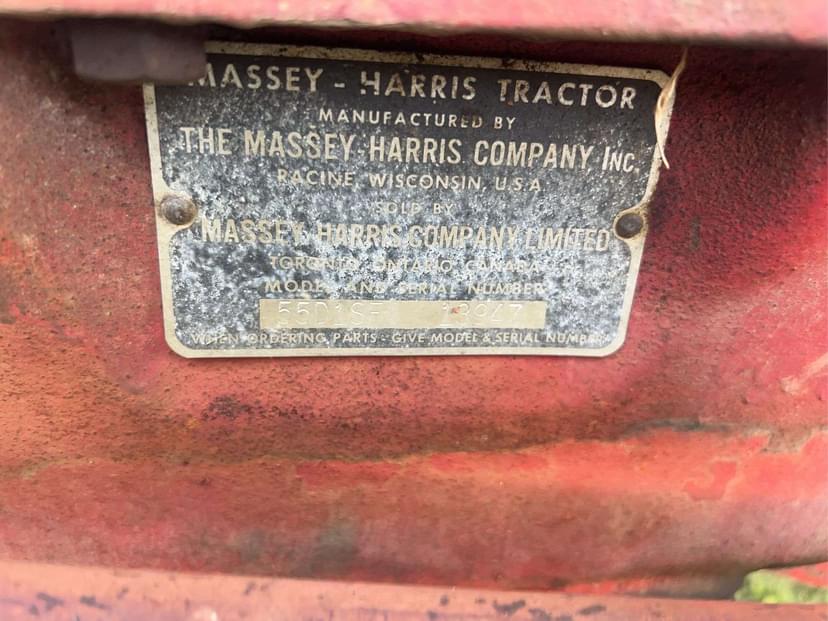 MASSEY - HARRIS TRACTOR
MANUFACTURED BY
THE MASSEY-HARRIS COMPANY, INC.
RACINE, WISCONSIN, U.S.A.
SOLD BY
MASSEY-HARRIS COMPANY LIMITED
TORONTO, ONTARIO, CANADA
MODEL AND SERIAL NUMBER
WHEN ORDERING PARTS - GIVE MODEL & SERIAL NUMBER